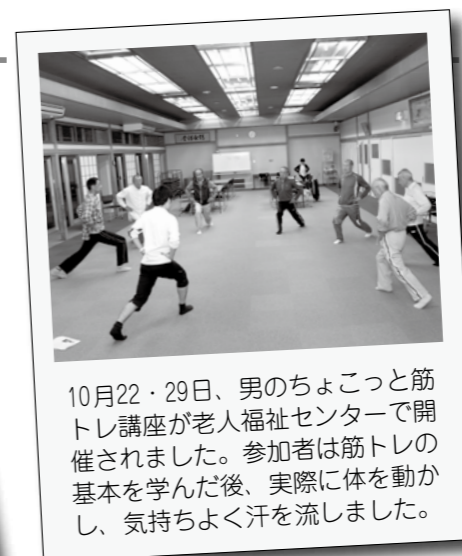 10月22・29日、男のちょこっと筋
トレ講座が老人福祉センターで開
催されました。参加者は筋トレの
基本を学んだ後、実際に体を動か
し、気持ちよく汗を流しました。